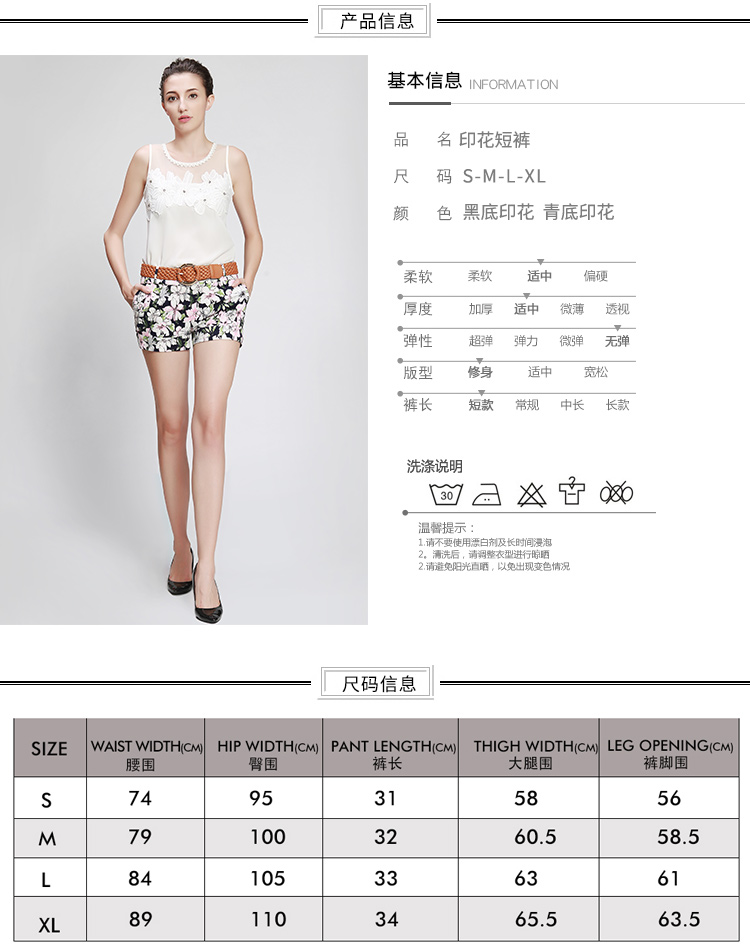 产品信息
基本信息 INFORMATION
品 名 印花短裤
尺 码 S-M-L-XL
颜 色 黑底印花 青底印花
柔软 柔软 适中 偏硬
厚度 加厚 适中 微薄 透视
弹性 超弹 弹力 微弹 无弹
版型 修身 适中 宽松
裤长 短款 常规 中长 长款
洗涤说明
30
温馨提示：
1.请不要使用漂白剂及长时间浸泡
2。清洗后，请调整衣型进行晾晒
2.请避免阳光直晒，以免出现变色情况
尺码信息
SIZE WAIST WIDTH(CM) HIP WIDTH(CM) PANT LENGTH(CM) THIGH WIDTH(CM) LEG OPENING(CM)
腰围 臀围 裤长 大腿围 裤脚围
S 74 95 31 58 56
M 79 100 32 60.5 58.5
L 84 105 33 63 61
XL 89 110 34 65.5 63.5